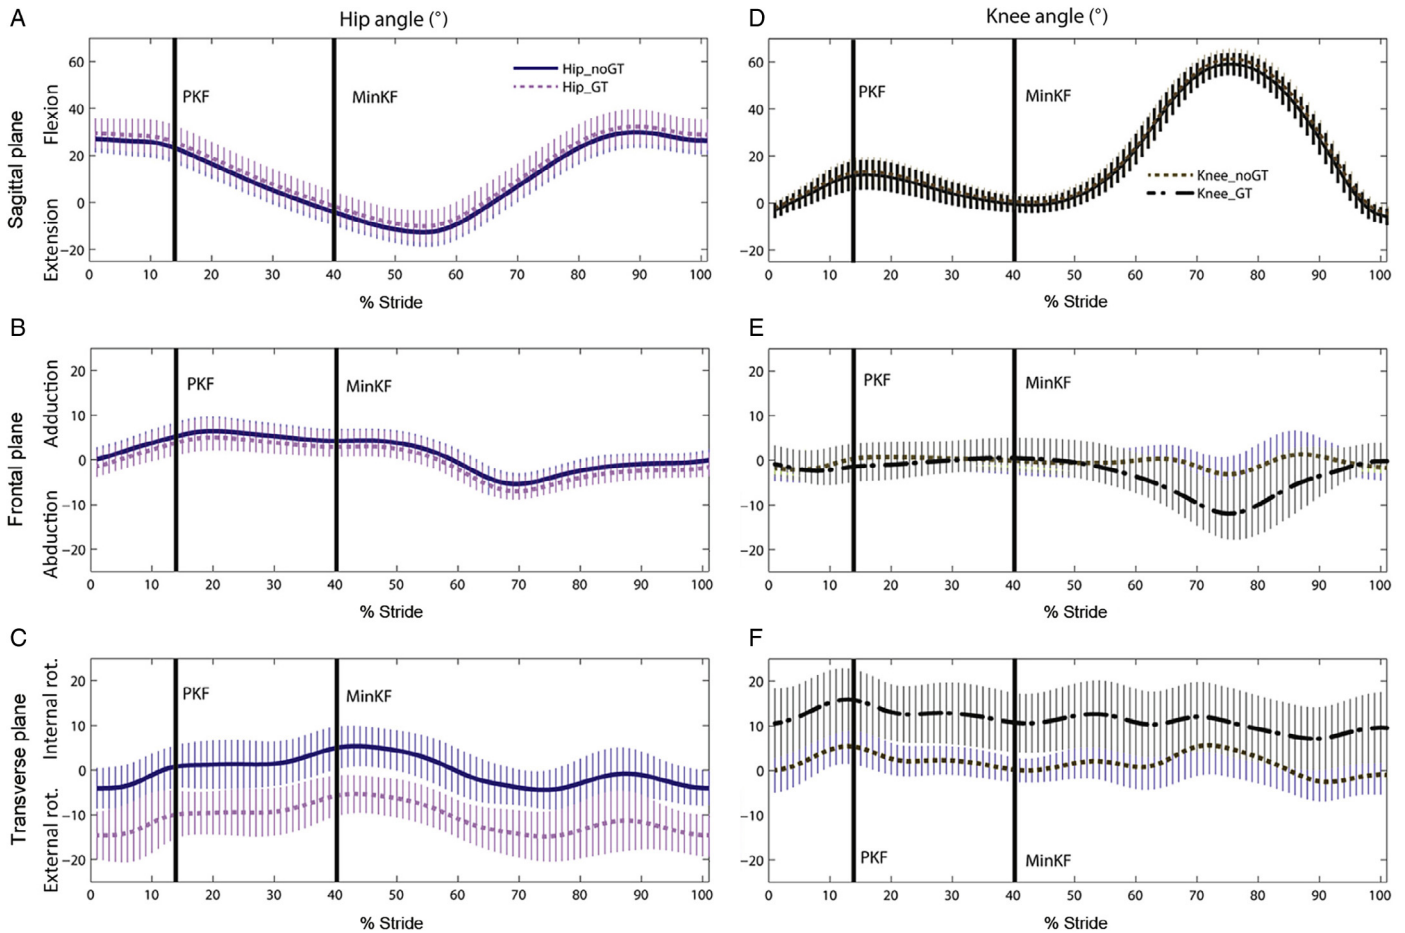 A
Hip angle (°)
Sagittal plane
Extension Flexion
60
40
20
0
−20
PKF
MinKF
Hip_noGT
Hip_GT
0 10 20 30 40 50 60 70 80 90 100
% Stride
D
Knee angle (°)
60
40
20
0
−20
PKF
MinKF
Knee_noGT
Knee_GT
0 10 20 30 40 50 60 70 80 90 100
% Stride
B
Frontal plane
Abduction Adduction
20
10
0
−10
−20
PKF
MinKF
0 10 20 30 40 50 60 70 80 90 100
% Stride
E
20
10
0
−10
−20
PKF
MinKF
0 10 20 30 40 50 60 70 80 90 100
% Stride
C
Transverse plane
External rot. Internal rot.
20
10
0
−10
−20
PKF
MinKF
0 10 20 30 40 50 60 70 80 90 100
% Stride
F
20
10
0
−10
−20
PKF
MinKF
0 10 20 30 40 50 60 70 80 90 100
% Stride